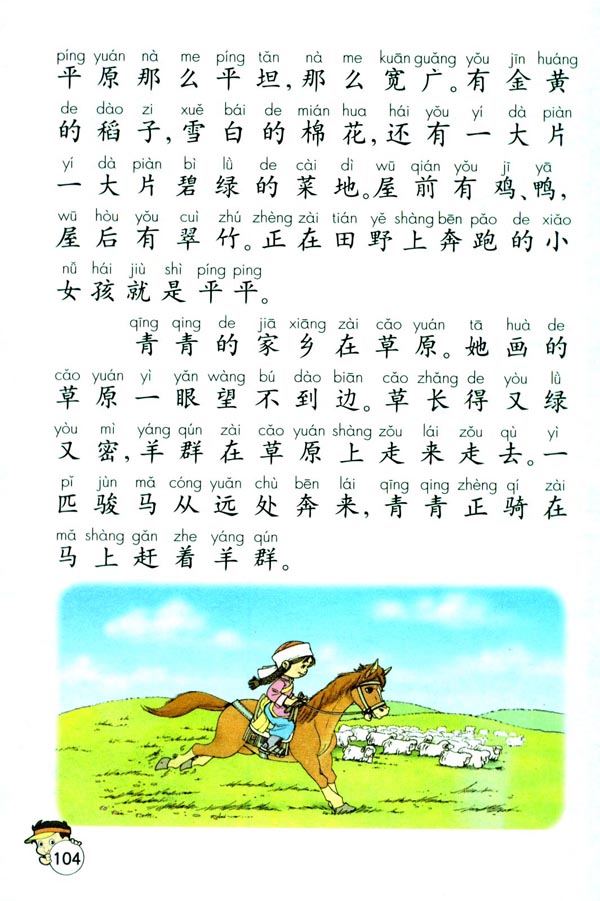 píng yuán nà me píng tǎn nà me kuān guǎng yǒu jīn huáng
平原那么平坦,那么宽广。有金黄
de dào zi xuě bái de mián hua hái yǒu yí dà piàn
的稻子,雪白的棉花,还有一大片
yí dà piàn bì lǜ de cài dì wū qián yǒu jī yā
一大片碧绿的菜地。屋前有鸡、鸭,
wū hòu yǒu cuì zhú zhèng zài tián yě shàng bēn pǎo de xiǎo
屋后有翠竹。正在田野上奔跑的小
nǚ hái jiù shì píng ping
女孩就是平平。
qīng qing de jiā xiāng zài cǎo yuán tā huà de
青青的家乡在草原。她画的
cǎo yuán yì yǎn wàng bú dào biān cǎo zhǎng de yòu lǜ
草原一眼望不到边。草长得又绿
yòu mì yáng qún zài cǎo yuán shàng zǒu lái zǒu qù yì
又密,羊群在草原上走来走去。一
pǐ jùn mǎ cóng yuǎn chù bēn lái qīng qing zhèng qí zài
匹骏马从远处奔来,青青正骑在
mǎ shàng gǎn zhe yáng qún
马上赶着羊群。
104